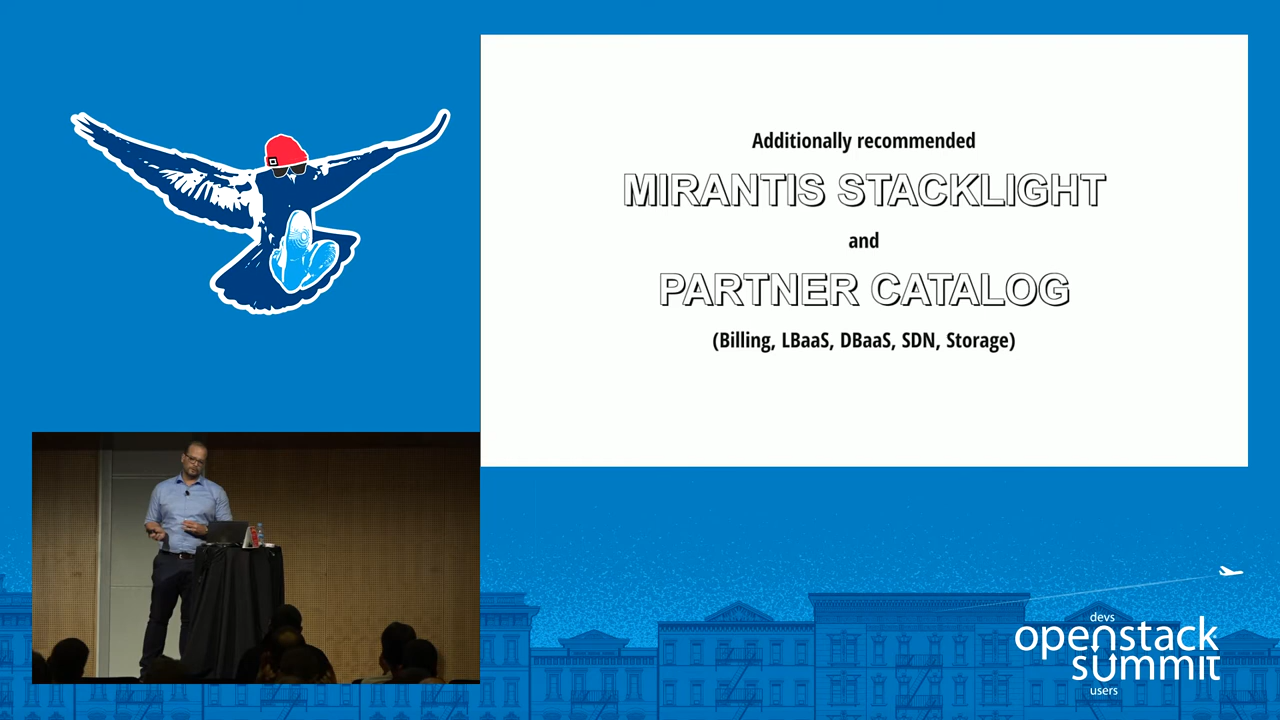 Additionally recommended
MIRANTIS STACKLIGHT
and
PARTNER CATALOG
(Billing, LBaaS, DBaaS, SDN, Storage)
devs
openstack
summit
users